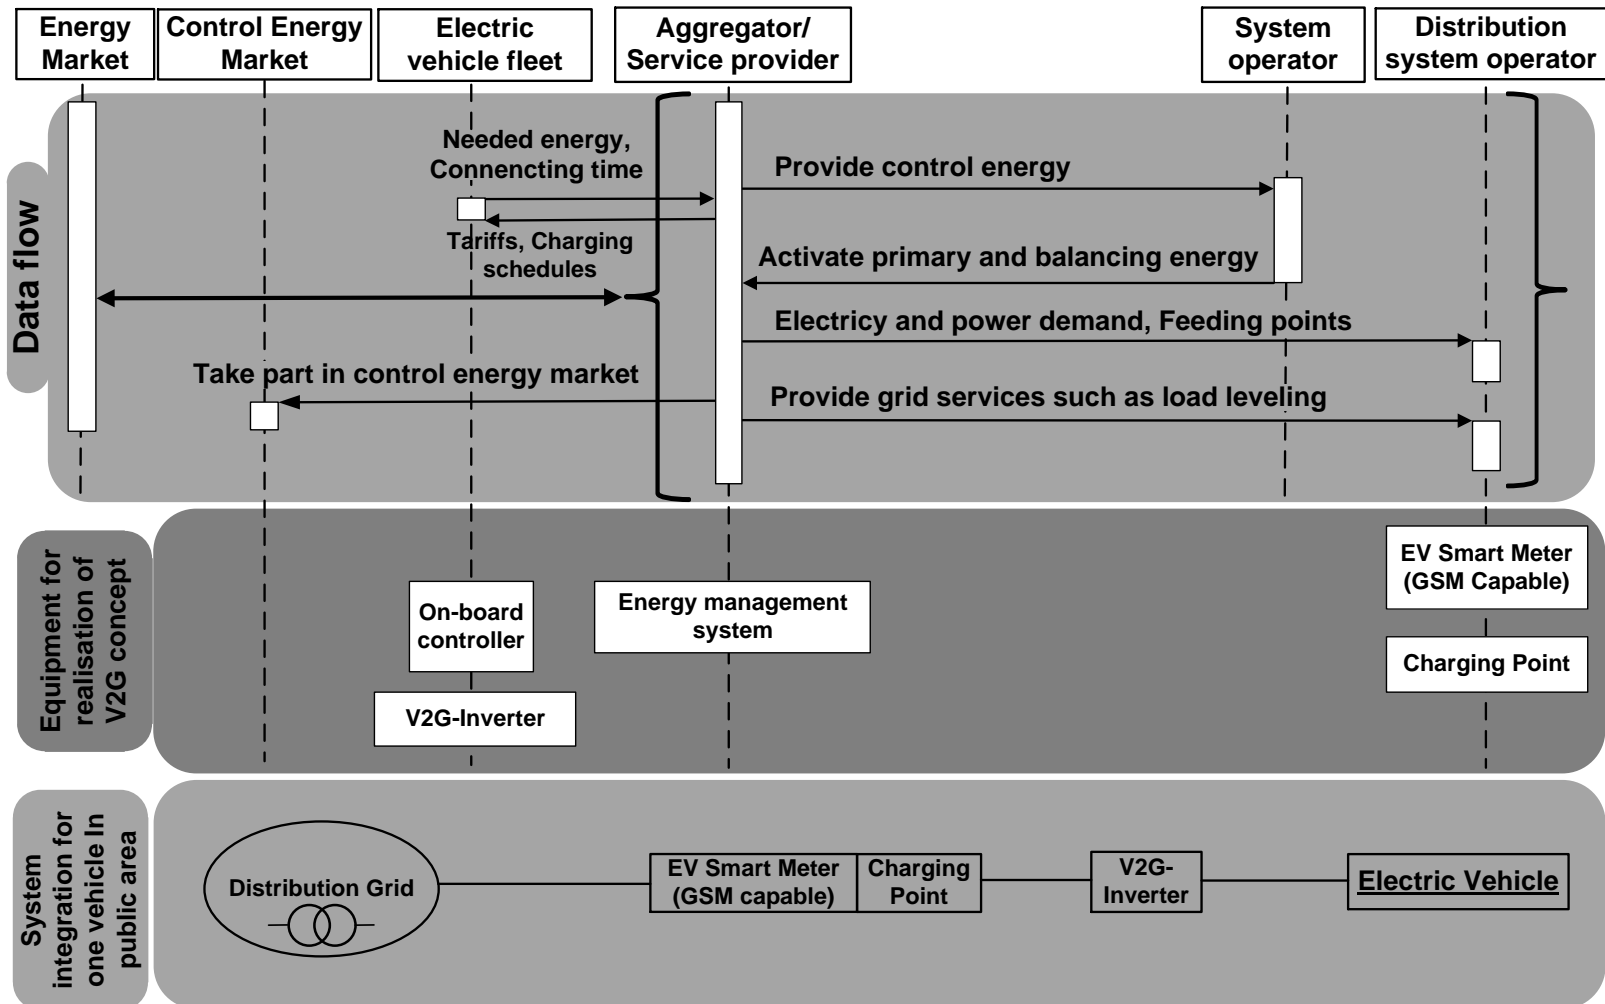 Energy
Market
Control Energy
Market
Electric
vehicle fleet
Aggregator/
Service provider
System
operator
Distribution
system operator
Data flow
Needed energy,
Connencting time
Provide control energy
Tariffs, Charging
schedules
Activate primary and balancing energy
Electricy and power demand, Feeding points
Take part in control energy market
Provide grid services such as load leveling
Equipment for
realisation of
V2G concept
On-board
controller
V2G-Inverter
Energy management
system
EV Smart Meter
(GSM Capable)
Charging Point
System
integration for
one vehicle In
public area
Distribution Grid
EV Smart Meter
(GSM capable)
Charging
Point
V2G-
Inverter
Electric Vehicle